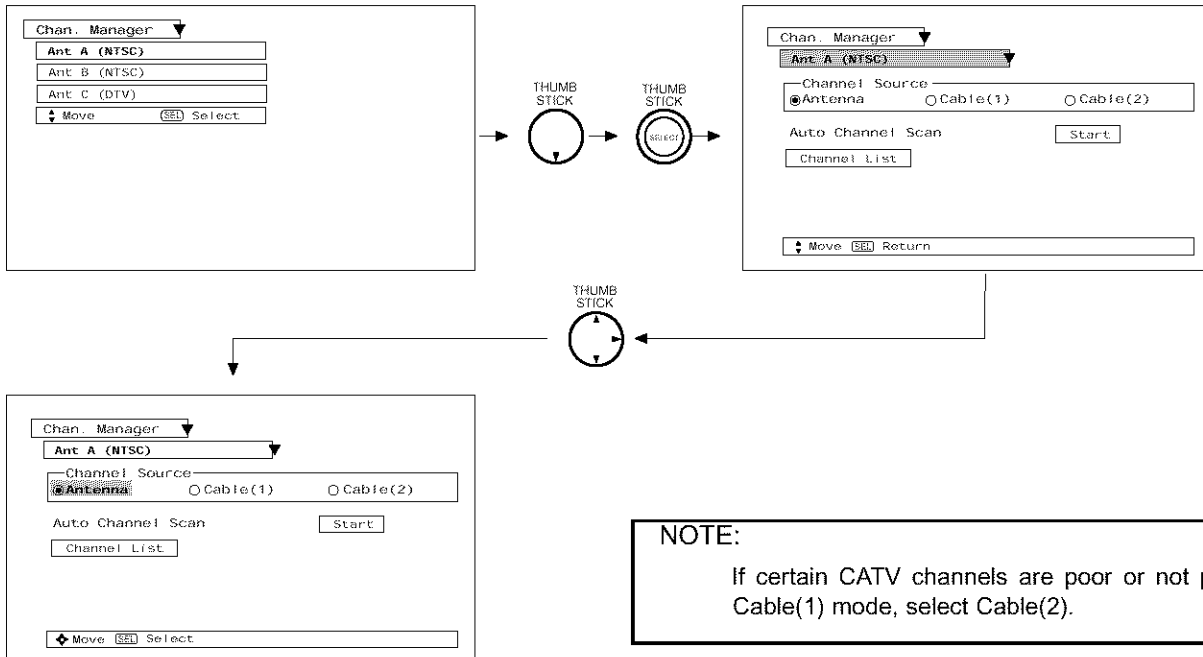 Chan. Manager
Ant A (NTSC)
Ant B (NTSC)
Ant C (DTV)
Move SEL Select
THUMB
STICK
THUMB
STICK
SELECT
Chan. Manager
Ant A (NTSC)
Channel Source
Antenna Cable(1) Cable(2)
Auto Channel Scan Start
Channel List
Move SEL Return
THUMB
STICK
Chan. Manager
Ant A (NTSC)
Channel Source
Antenna Cable(1) Cable(2)
Auto Channel Scan Start
Channel List
Move SEL Select
NOTE:
If certain CATV channels are poor or not
Cable(1) mode, select Cable(2).